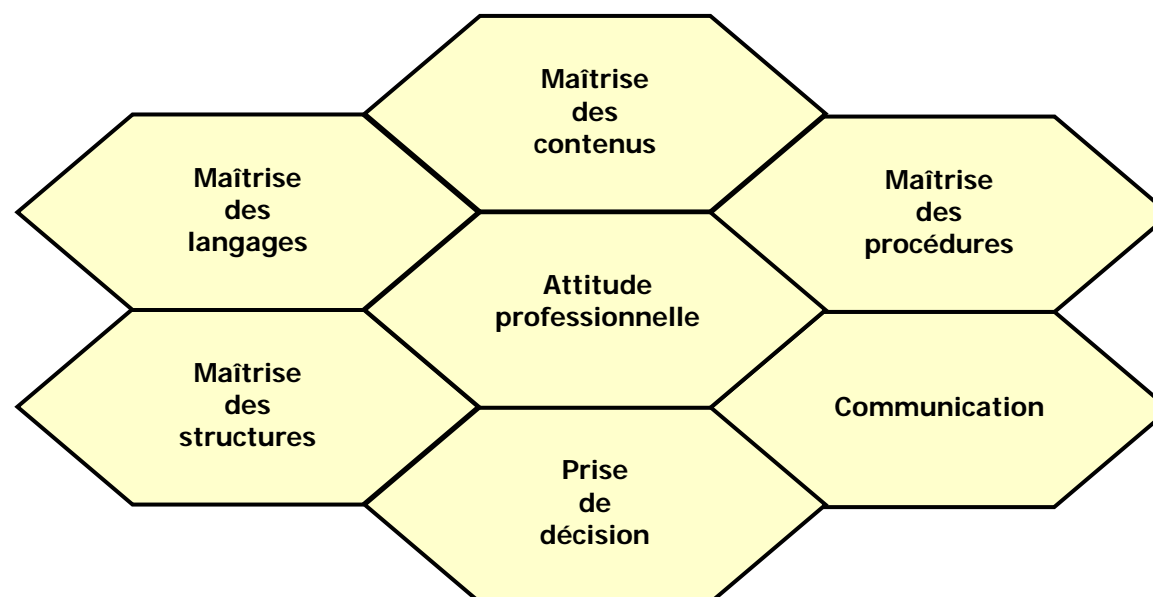 Maîtrise
des
contenus
Maîtrise
des
langages
Maîtrise
des
procédures
Attitude
professionnelle
Maîtrise
des
structures
Communication
Prise
de
décision